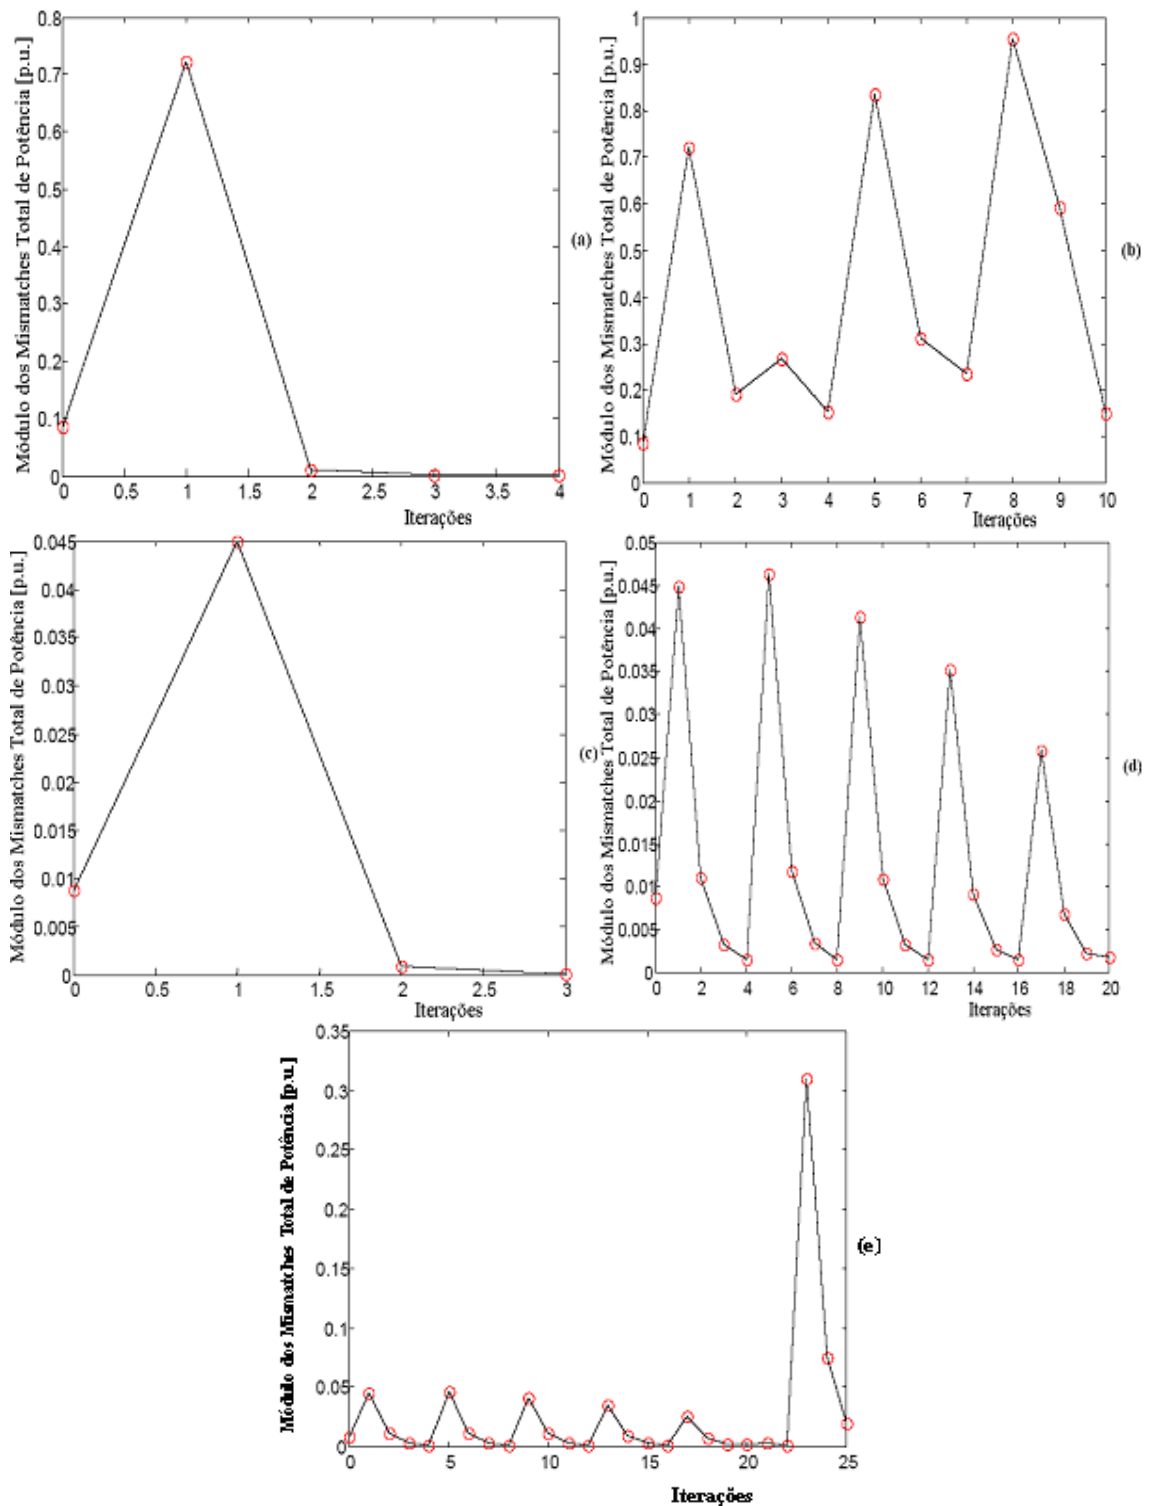 Módulo dos Mismatches Total de Potência [p.u.]
0.8
0.7
0.6
0.5
0.4
0.3
0.2
0.1
0
0 0.5 1 1.5 2 2.5 3 3.5 4
Iterações
(a)
Módulo dos Mismatches Total de Potência [p.u.]
1
0.9
0.8
0.7
0.6
0.5
0.4
0.3
0.2
0.1
0
0 1 2 3 4 5 6 7 8 9 10
Iterações
(b)
Módulo dos Mismatches Total de Potência [p.u.]
0.045
0.04
0.035
0.03
0.025
0.02
0.015
0.01
0.005
0
0 0.5 1 1.5 2 2.5 3
Iterações
(c)
Módulo dos Mismatches Total de Potência [p.u.]
0.05
0.045
0.04
0.035
0.03
0.025
0.02
0.015
0.01
0.005
0
0 2 4 6 8 10 12 14 16 18 20
Iterações
(d)
Módulo dos Mismatches Total de Potência [p.u.]
0.35
0.3
0.25
0.2
0.15
0.1
0.05
0
0 5 10 15 20 25
Iterações
(e)